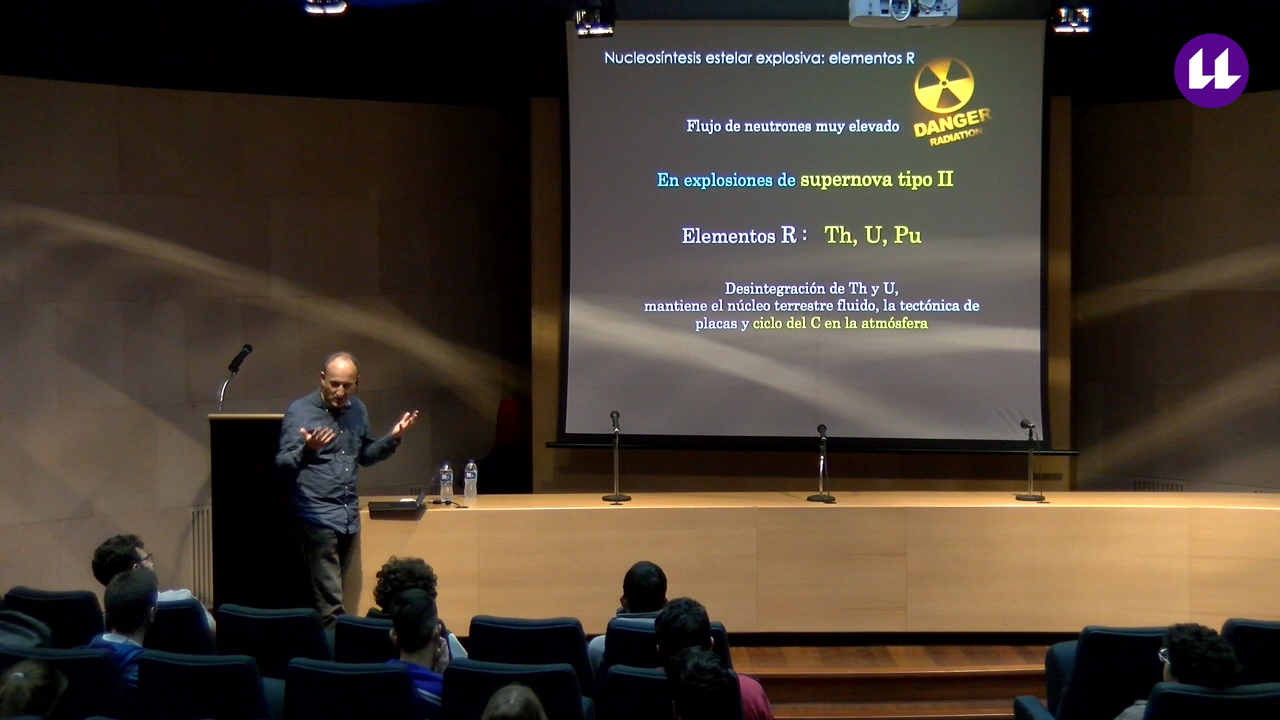 Nucleosíntesis estelar explosiva: elementos R
Flujo de neutrones muy elevado
DANGER
RADIATION
En explosiones de supernova tipo II
Elementos R : Th, U, Pu
Desintegración de Th y U,
mantiene el núcleo terrestre fluido, la tectónica de
placas y ciclo del C en la atmósfera